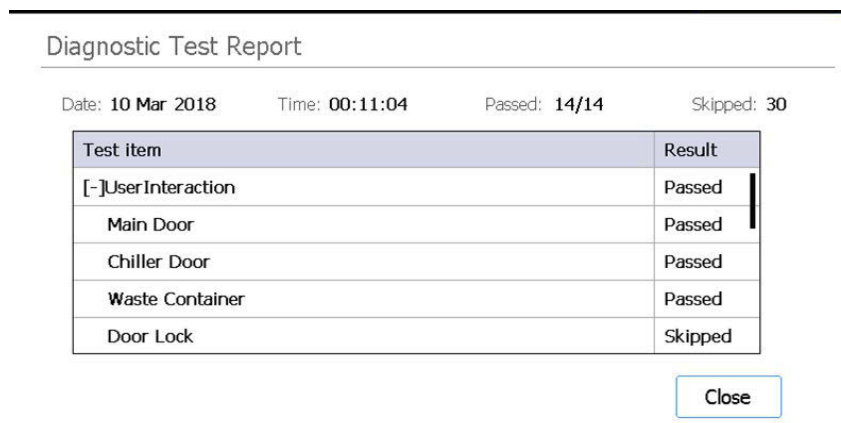 Diagnostic Test Report
Date: 10 Mar 2018 Time: 00:11:04 Passed: 14/14 Skipped: 30
Test item Result
[-]UserInteraction Passed
Main Door Passed
Chiller Door Passed
Waste Container Passed
Door Lock Skipped
Close